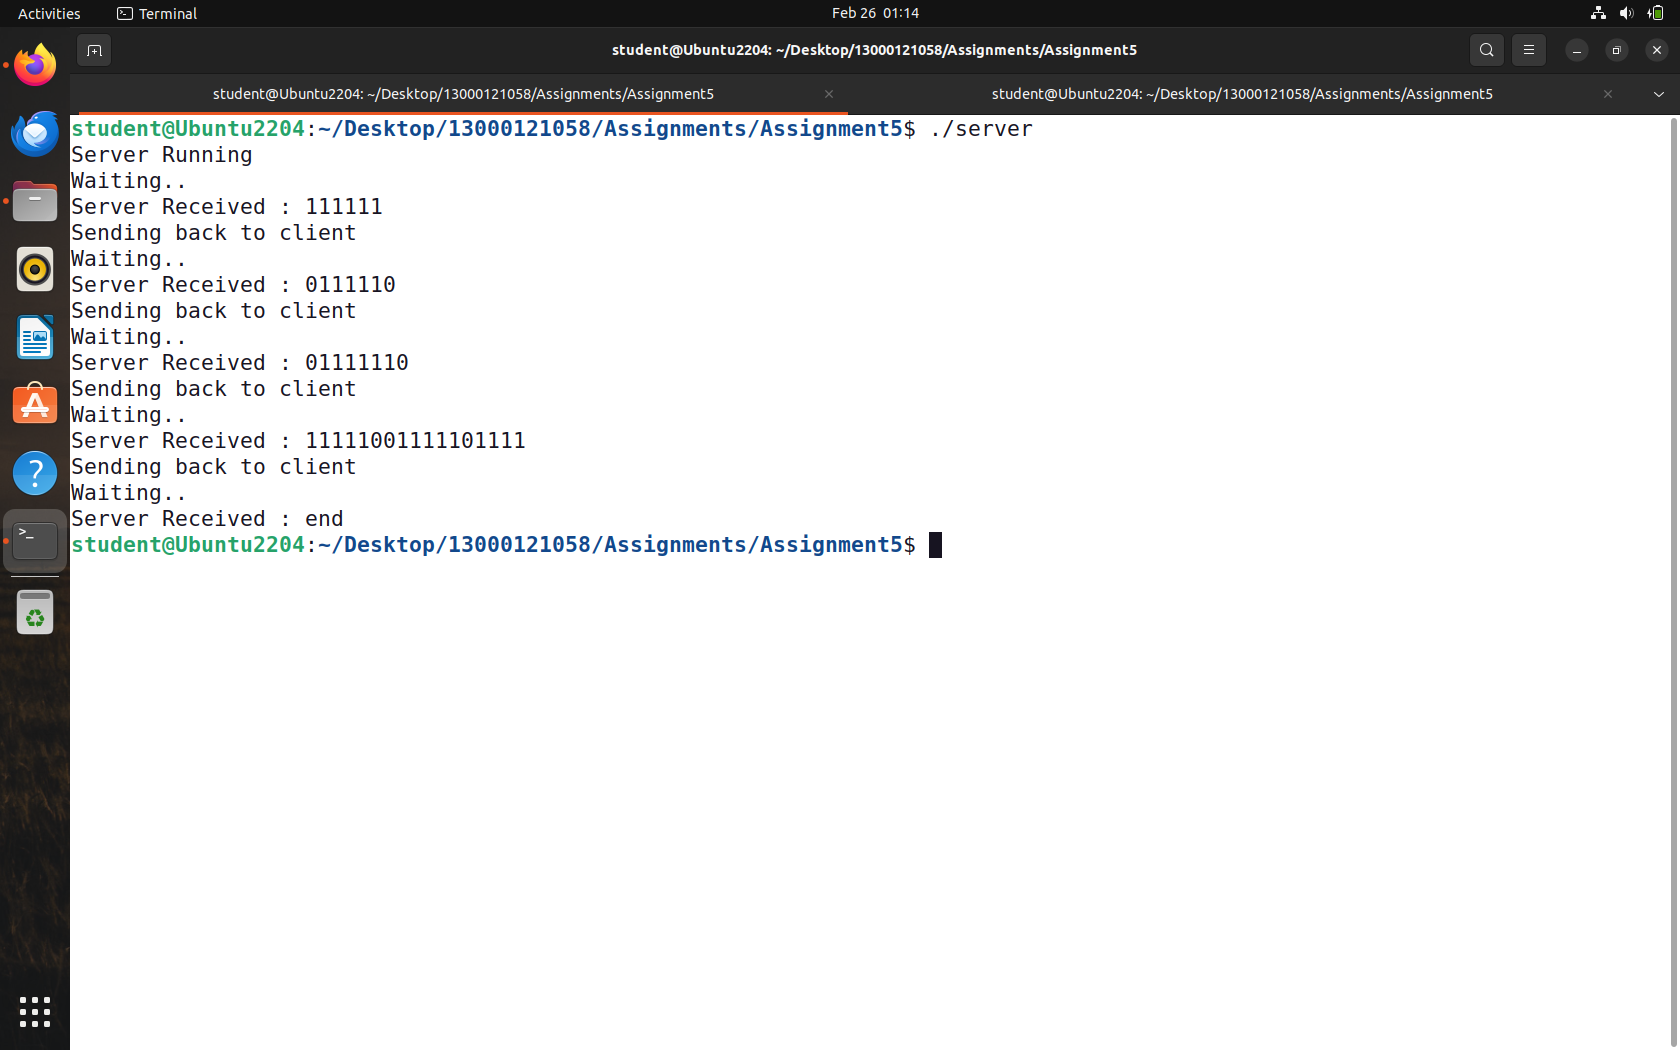 Activities
Terminal
Feb 26 01:14
student@Ubuntu2204: ~/Desktop/13000121058/Assignments/Assignment5
student@Ubuntu2204: ~/Desktop/13000121058/Assignments/Assignment5
student@Ubuntu2204: ~/Desktop/13000121058/Assignments/Assignment5
student@Ubuntu2204:~/Desktop/13000121058/Assignments/Assignment5$ ./server
Server Running
Waiting..
Server Received : 111111
Sending back to client
Waiting..
Server Received : 0111110
Sending back to client
Waiting..
Server Received : 01111110
Sending back to client
Waiting..
Server Received : 11111001111101111
Sending back to client
Waiting..
Server Received : end
student@Ubuntu2204:~/Desktop/13000121058/Assignments/Assignment5$